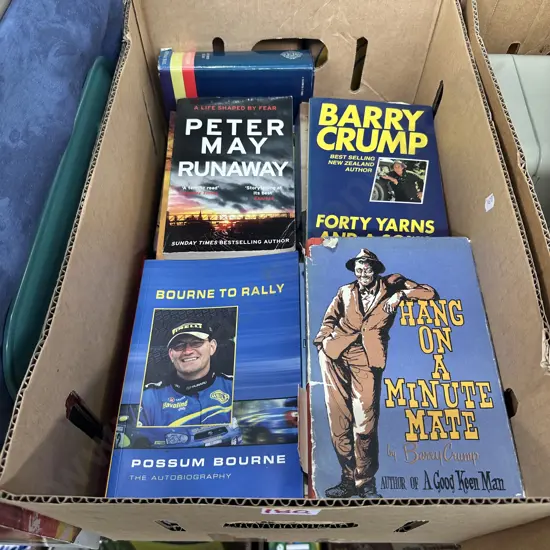 A LIFE SHARED BY FEAR
PETER
MAY
RUNAWAY
SUNDAY TIMES BESTSELLING AUTHOR
BARRY
CRUMP
BEST SELLING
NEW ZEALAND
AUTHOR
FORTY YARNS
BOURNE TO RALLY
PIRELLI
POSSUM BOURNE
THE AUTOBIOGRAPHY
HANG
ON
A
MINUTE
MATE
by Barry Crump
AUTHOR OF A Good Keen Man